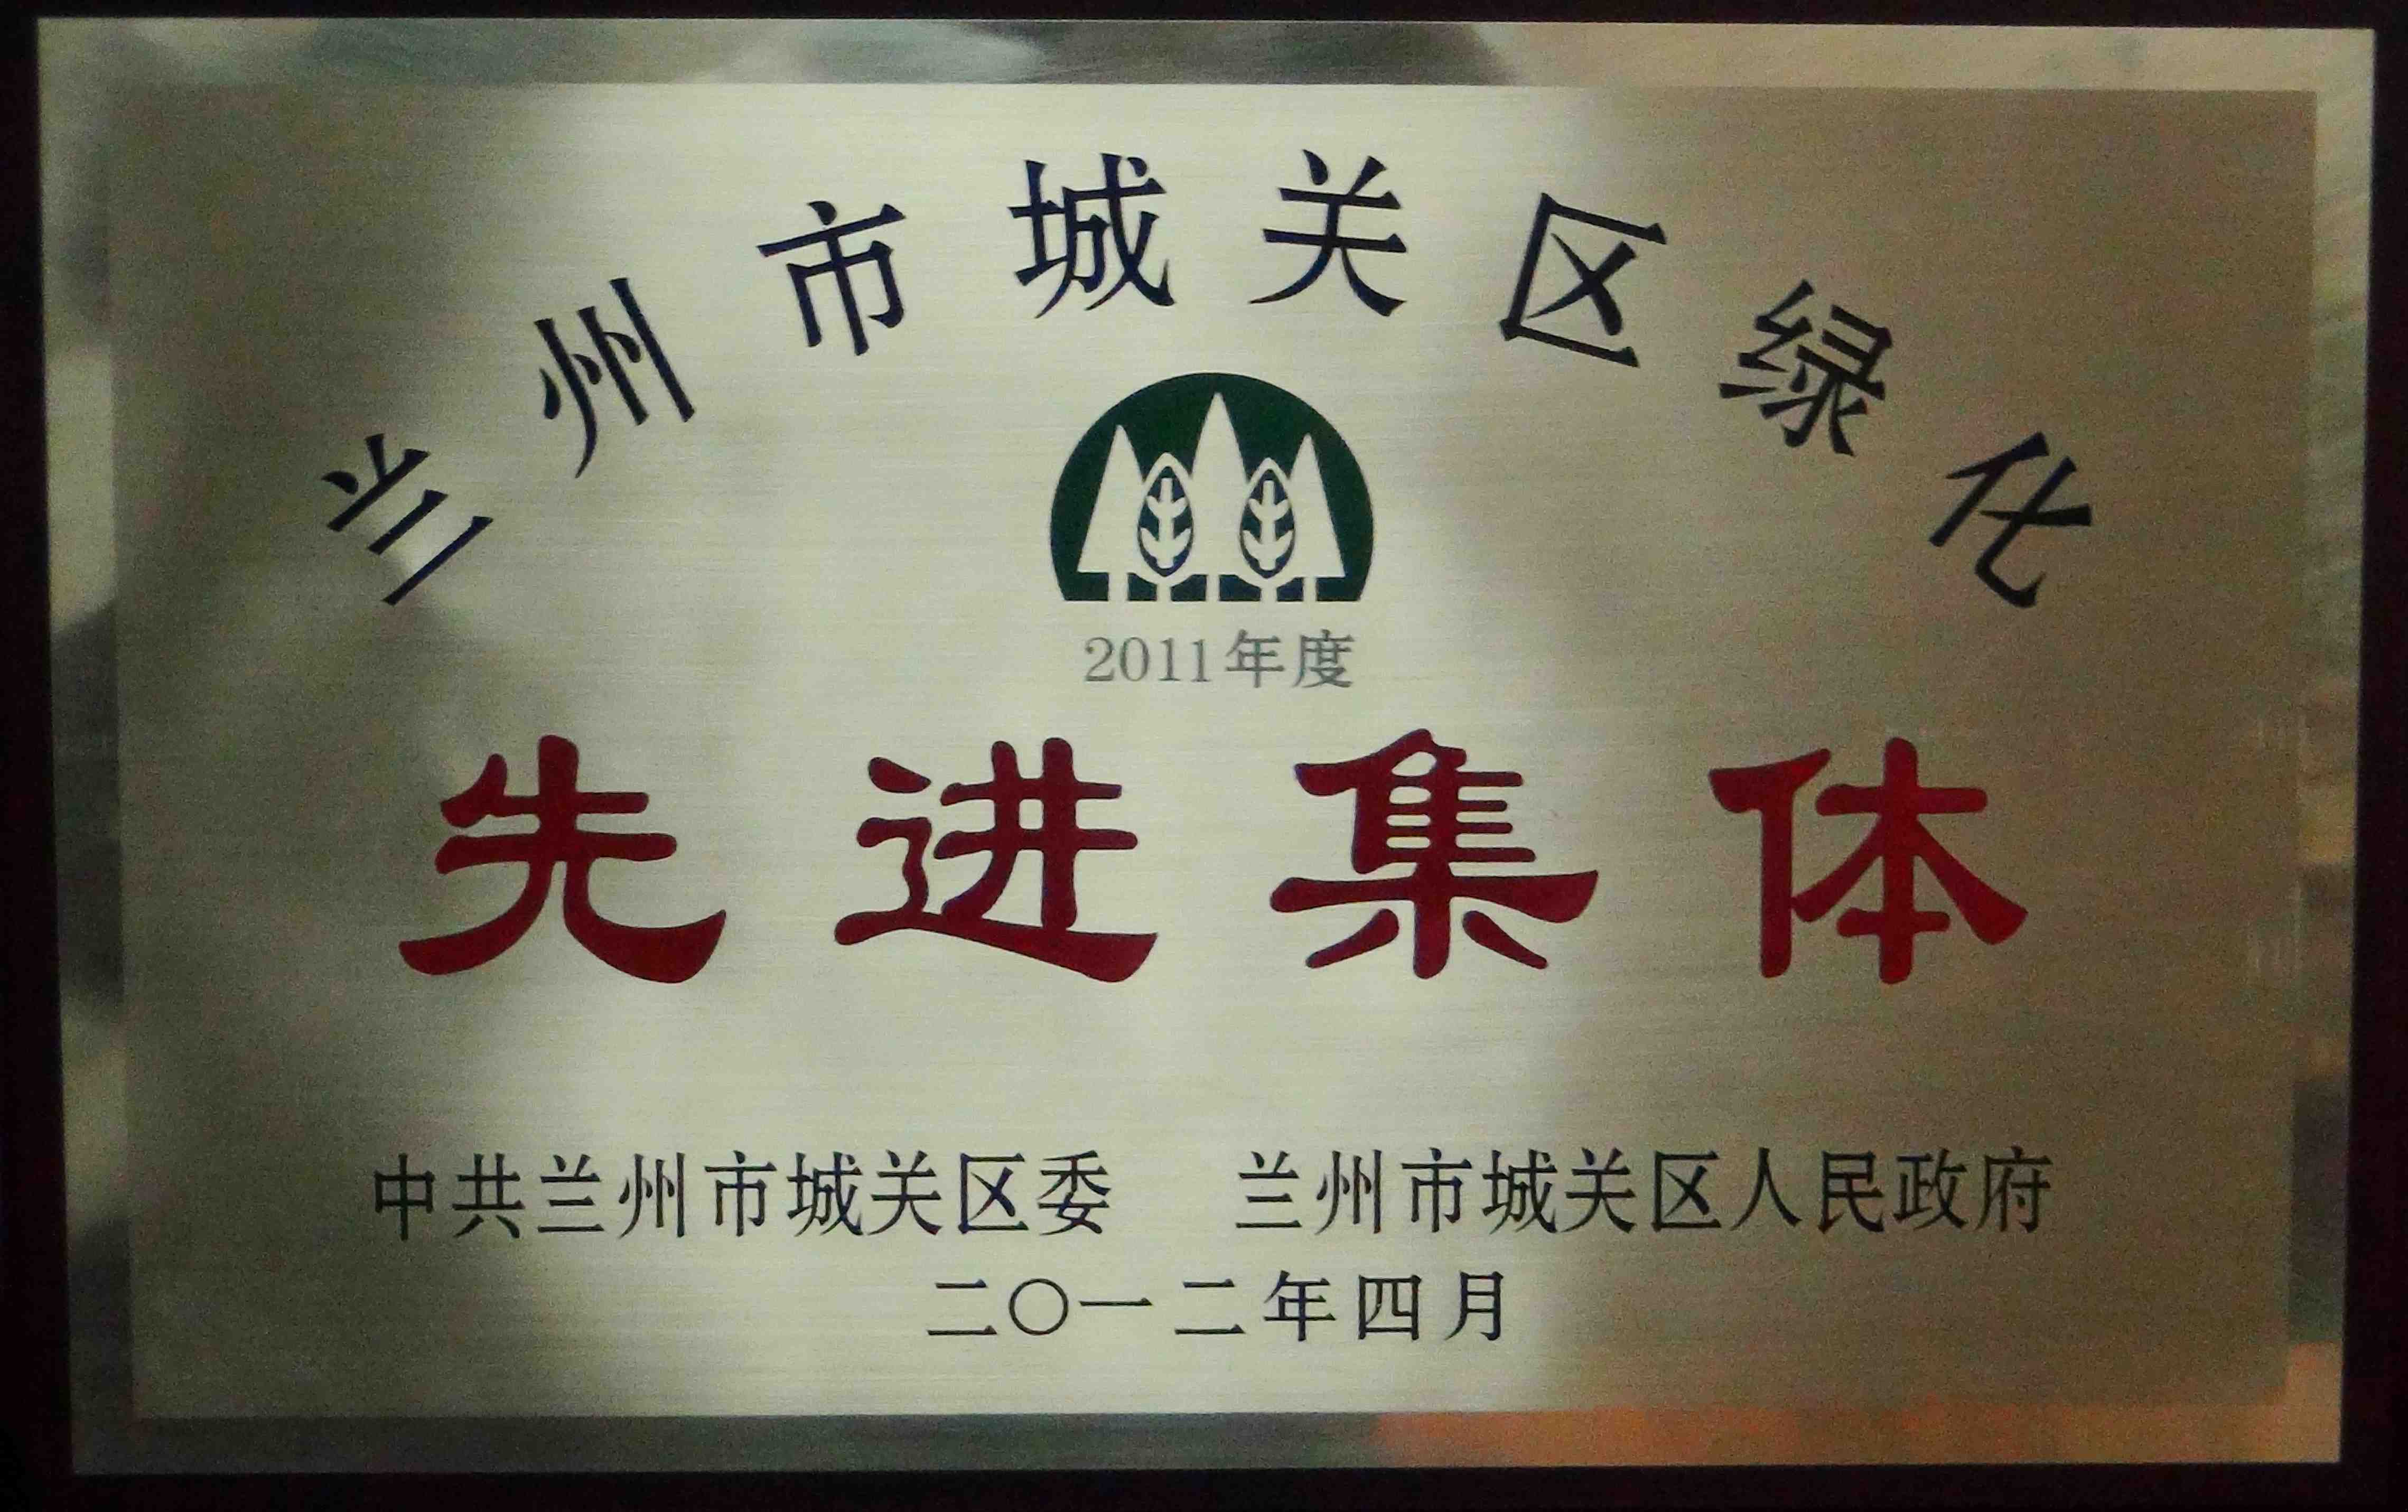 兰州市城关区绿化
2011年度
先进集体
中共兰州市城关区委 兰州市城关区人民政府
二〇一二年四月